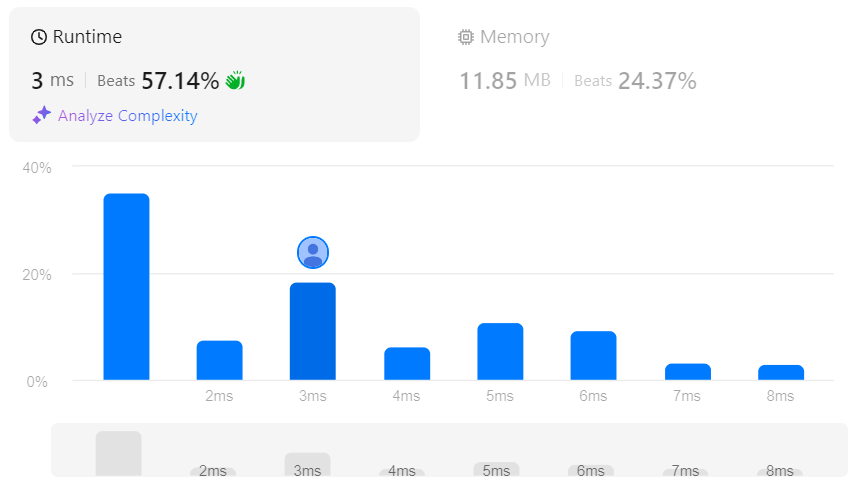 Runtime
3 ms Beats 57.14%
Analyze Complexity
Memory
11.85 MB Beats 24.37%
40%
20%
0%
2ms 3ms 4ms 5ms 6ms 7ms 8ms
2ms 3ms 4ms 5ms 6ms 7ms 8ms